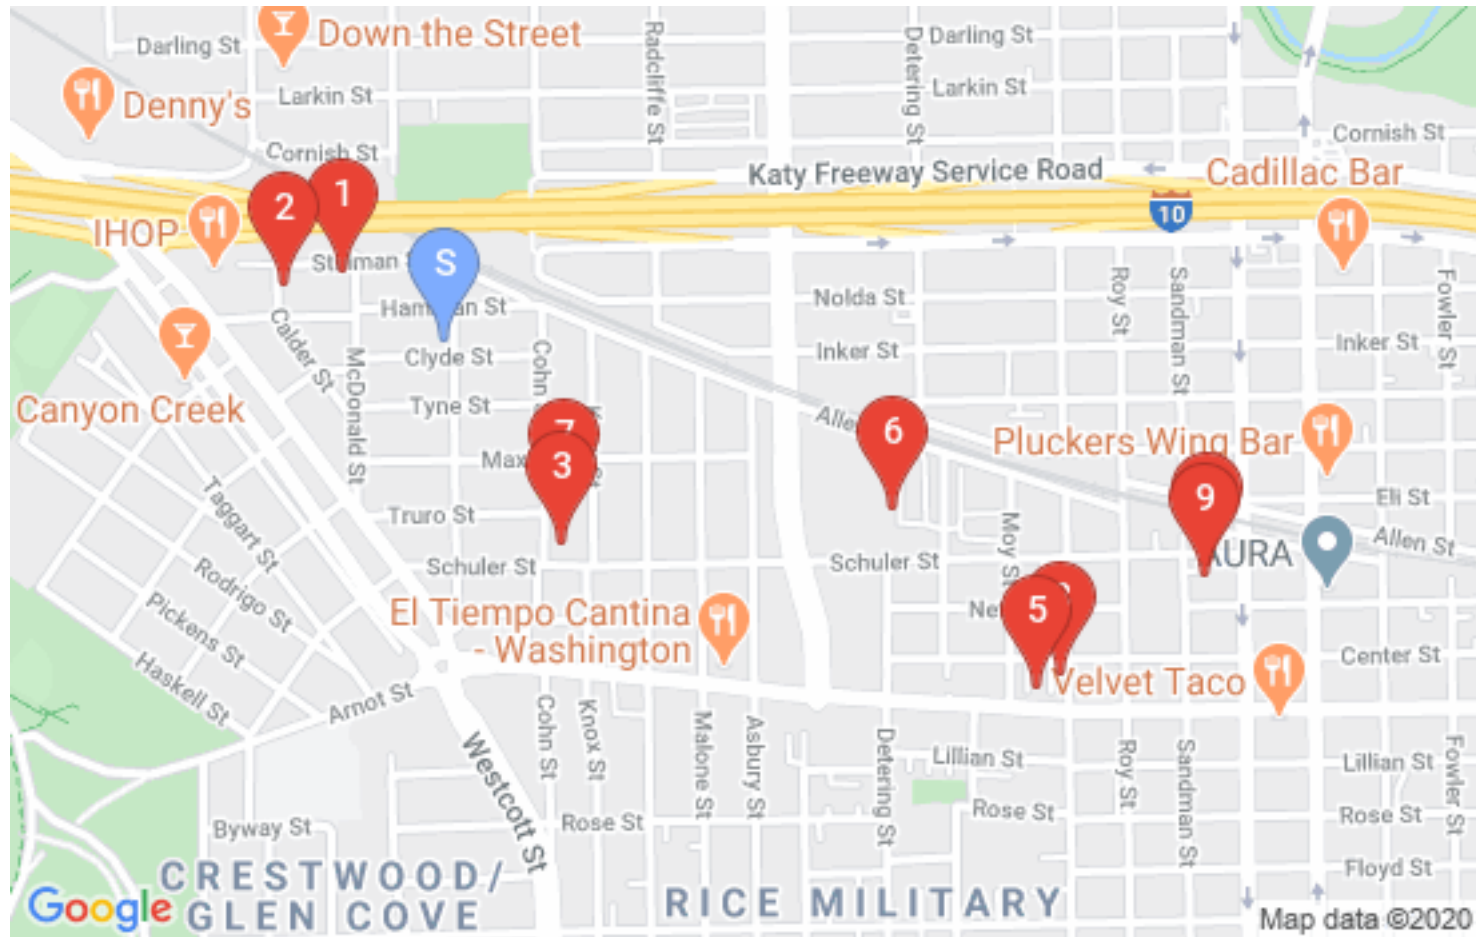 Down the Street
Darling St
Radcliffe St
Detering St
Darling St
Denny's
Larkin St
Larkin St
Cornish St
Cornish St
Katy Freeway Service Road
Cadillac Bar
10
1
2
IHOP
S
Nolda St
Roy St
Sandman St
Fowler St
Clyde St
Inker St
Inker St
Calder St
McDonald St
Cohn
Canyon Creek
Tyne St
7
6
Pluckers Wing Bar
3
9
Eli St
Truro St
Moy St
Allen St
AURA
Taggart St
Schuler St
Schuler St
Rodrigo St
Pickens St
El Tiempo Cantina
- Washington
5
Center St
Velvet Taco
Haskell St
Arnot St
Cohn St
Knox St
Malone St
Asbury St
Detering St
Westcott St
Lillian St
Roy St
Sandman St
Lillian St
Fowler St
Byway St
Rose St
Rose St
Rose St
Floyd St
CRESTWOOD/
GLEN COVE
RICE MILITARY
Google
Map data ©2020